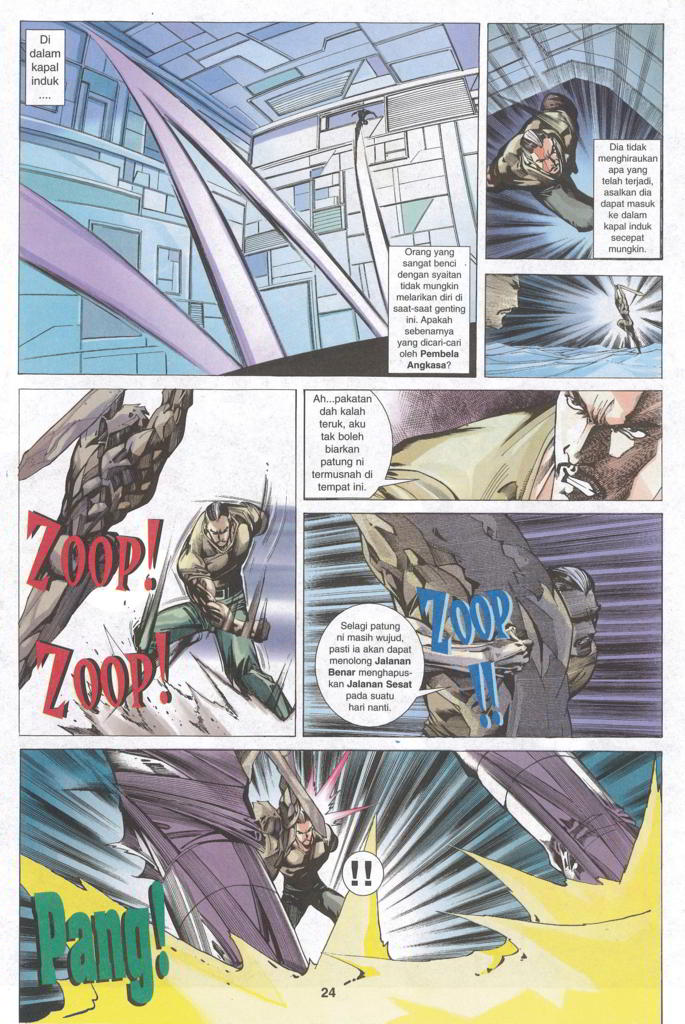 Di
dalam
kapal
induk
....
Orang yang
sangat benci
dengan syaitan
tidak mungkin
melarikan diri di
saat-saat genting
ini. Apakah
sebenarnya
yang dicari-cari
oleh Pembela
Angkasa?
Dia tidak
menghiraukan
apa yang
telah terjadi,
asalkan dia
dapat masuk
ke dalam
kapal induk
secepat
mungkin.
ZOOP!
ZOOP!
Ah...pakatan
dah kalah
teruk, aku
tak boleh
biarkan
patung ni
termusnah di
tempat ini.
Selagi patung
ni masih wujud,
pasti ia akan dapat
menolong Jalanan
Benar menghapus-
kan Jalanan Sesat
pada suatu
hari nanti.
ZOOP
!!
!!
Pang!
24